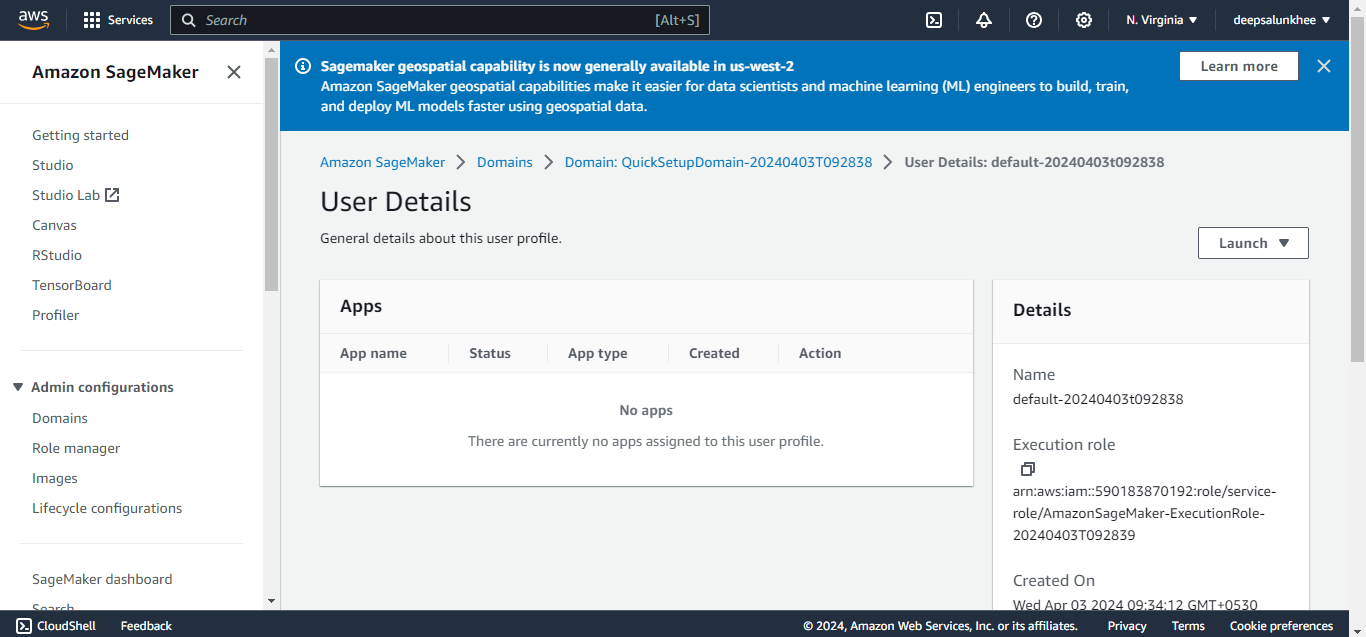 aws
Services
Search
[Alt+S]
N. Virginia
deepsalunkhee
Amazon SageMaker
Getting started
Studio
Studio Lab
Canvas
RStudio
TensorBoard
Profiler
Admin configurations
Domains
Role manager
Images
Lifecycle configurations
SageMaker dashboard
Search
Sagemaker geospatial capability is now generally available in us-west-2
Amazon SageMaker geospatial capabilities make it easier for data scientists and machine learning (ML) engineers to build, train,
and deploy ML models faster using geospatial data.
Learn more
Amazon SageMaker
Domains
Domain: QuickSetupDomain-20240403T092838
User Details: default-20240403t092838
User Details
General details about this user profile.
Launch
Apps
App name
Status
App type
Created
Action
No apps
There are currently no apps assigned to this user profile.
Details
Name
default-20240403t092838
Execution role
arn:aws:iam::590183870192:role/service-
role/AmazonSageMaker-ExecutionRole-
20240403T092839
Created On
Wed Apr 03 2024 09:34:12 GMT+0530
CloudShell
Feedback
© 2024, Amazon Web Services, Inc. or its affiliates.
Privacy
Terms
Cookie preferences